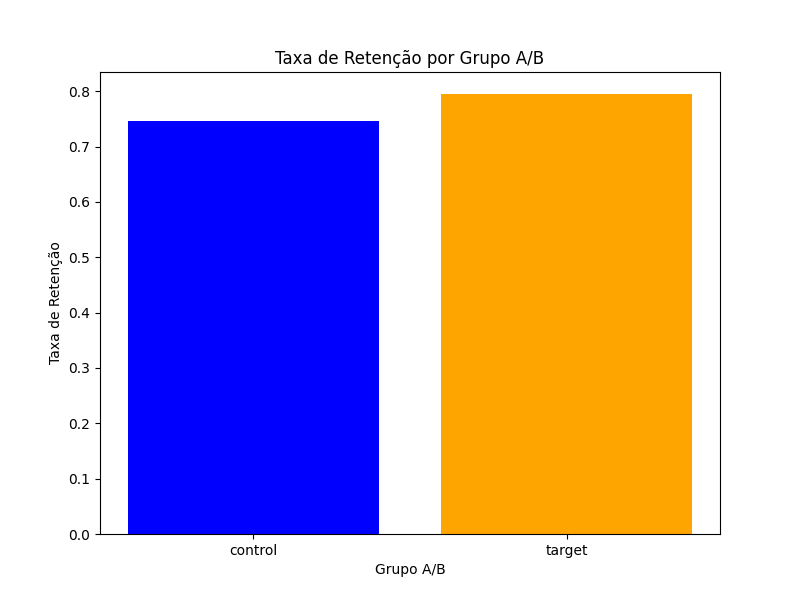 Taxa de Retenção por Grupo A/B
Taxa de Retenção
0.8
0.7
0.6
0.5
0.4
0.3
0.2
0.1
0.0
control
target
Grupo A/B